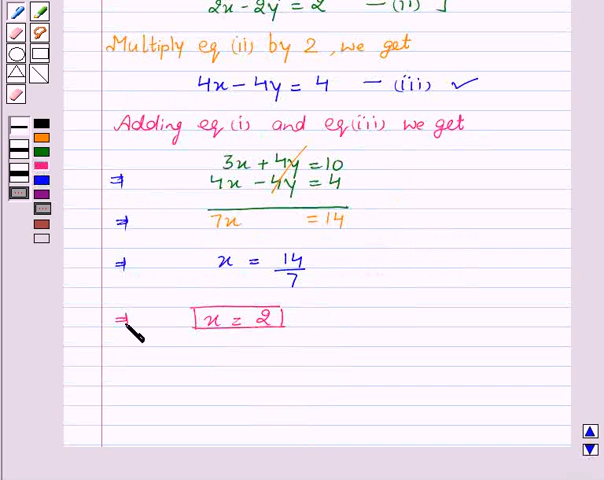 2x - 2y = 2 — (ii)
Multiply eq (ii) by 2, we get
4x - 4y = 4 — (iii) ✓
Adding eq(i) and eq(iii) we get
3x + 4y = 10
⇒ 4x - 4y = 4
⇒ 7x = 14
⇒ x = 14/7
⇒ x = 2